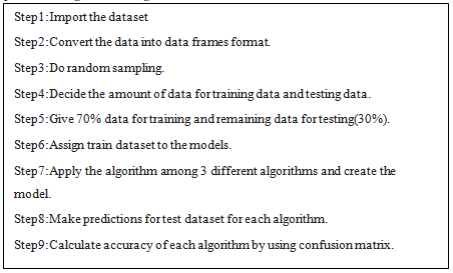 Step1:Import the dataset
Step2:Convert the data into data frames format.
Step3:Do random sampling.
Step4:Decide the amount of data for training data and testing data.
Step5:Give 70% data for training and remaining data for testing(30%).
Step6:Assign train dataset to the models.
Step7:Apply the algorithm among 3 different algorithms and create the
model.
Step8:Make predictions for test dataset for each algorithm.
Step9:Calculate accuracy of each algorithm by using confusion matrix.